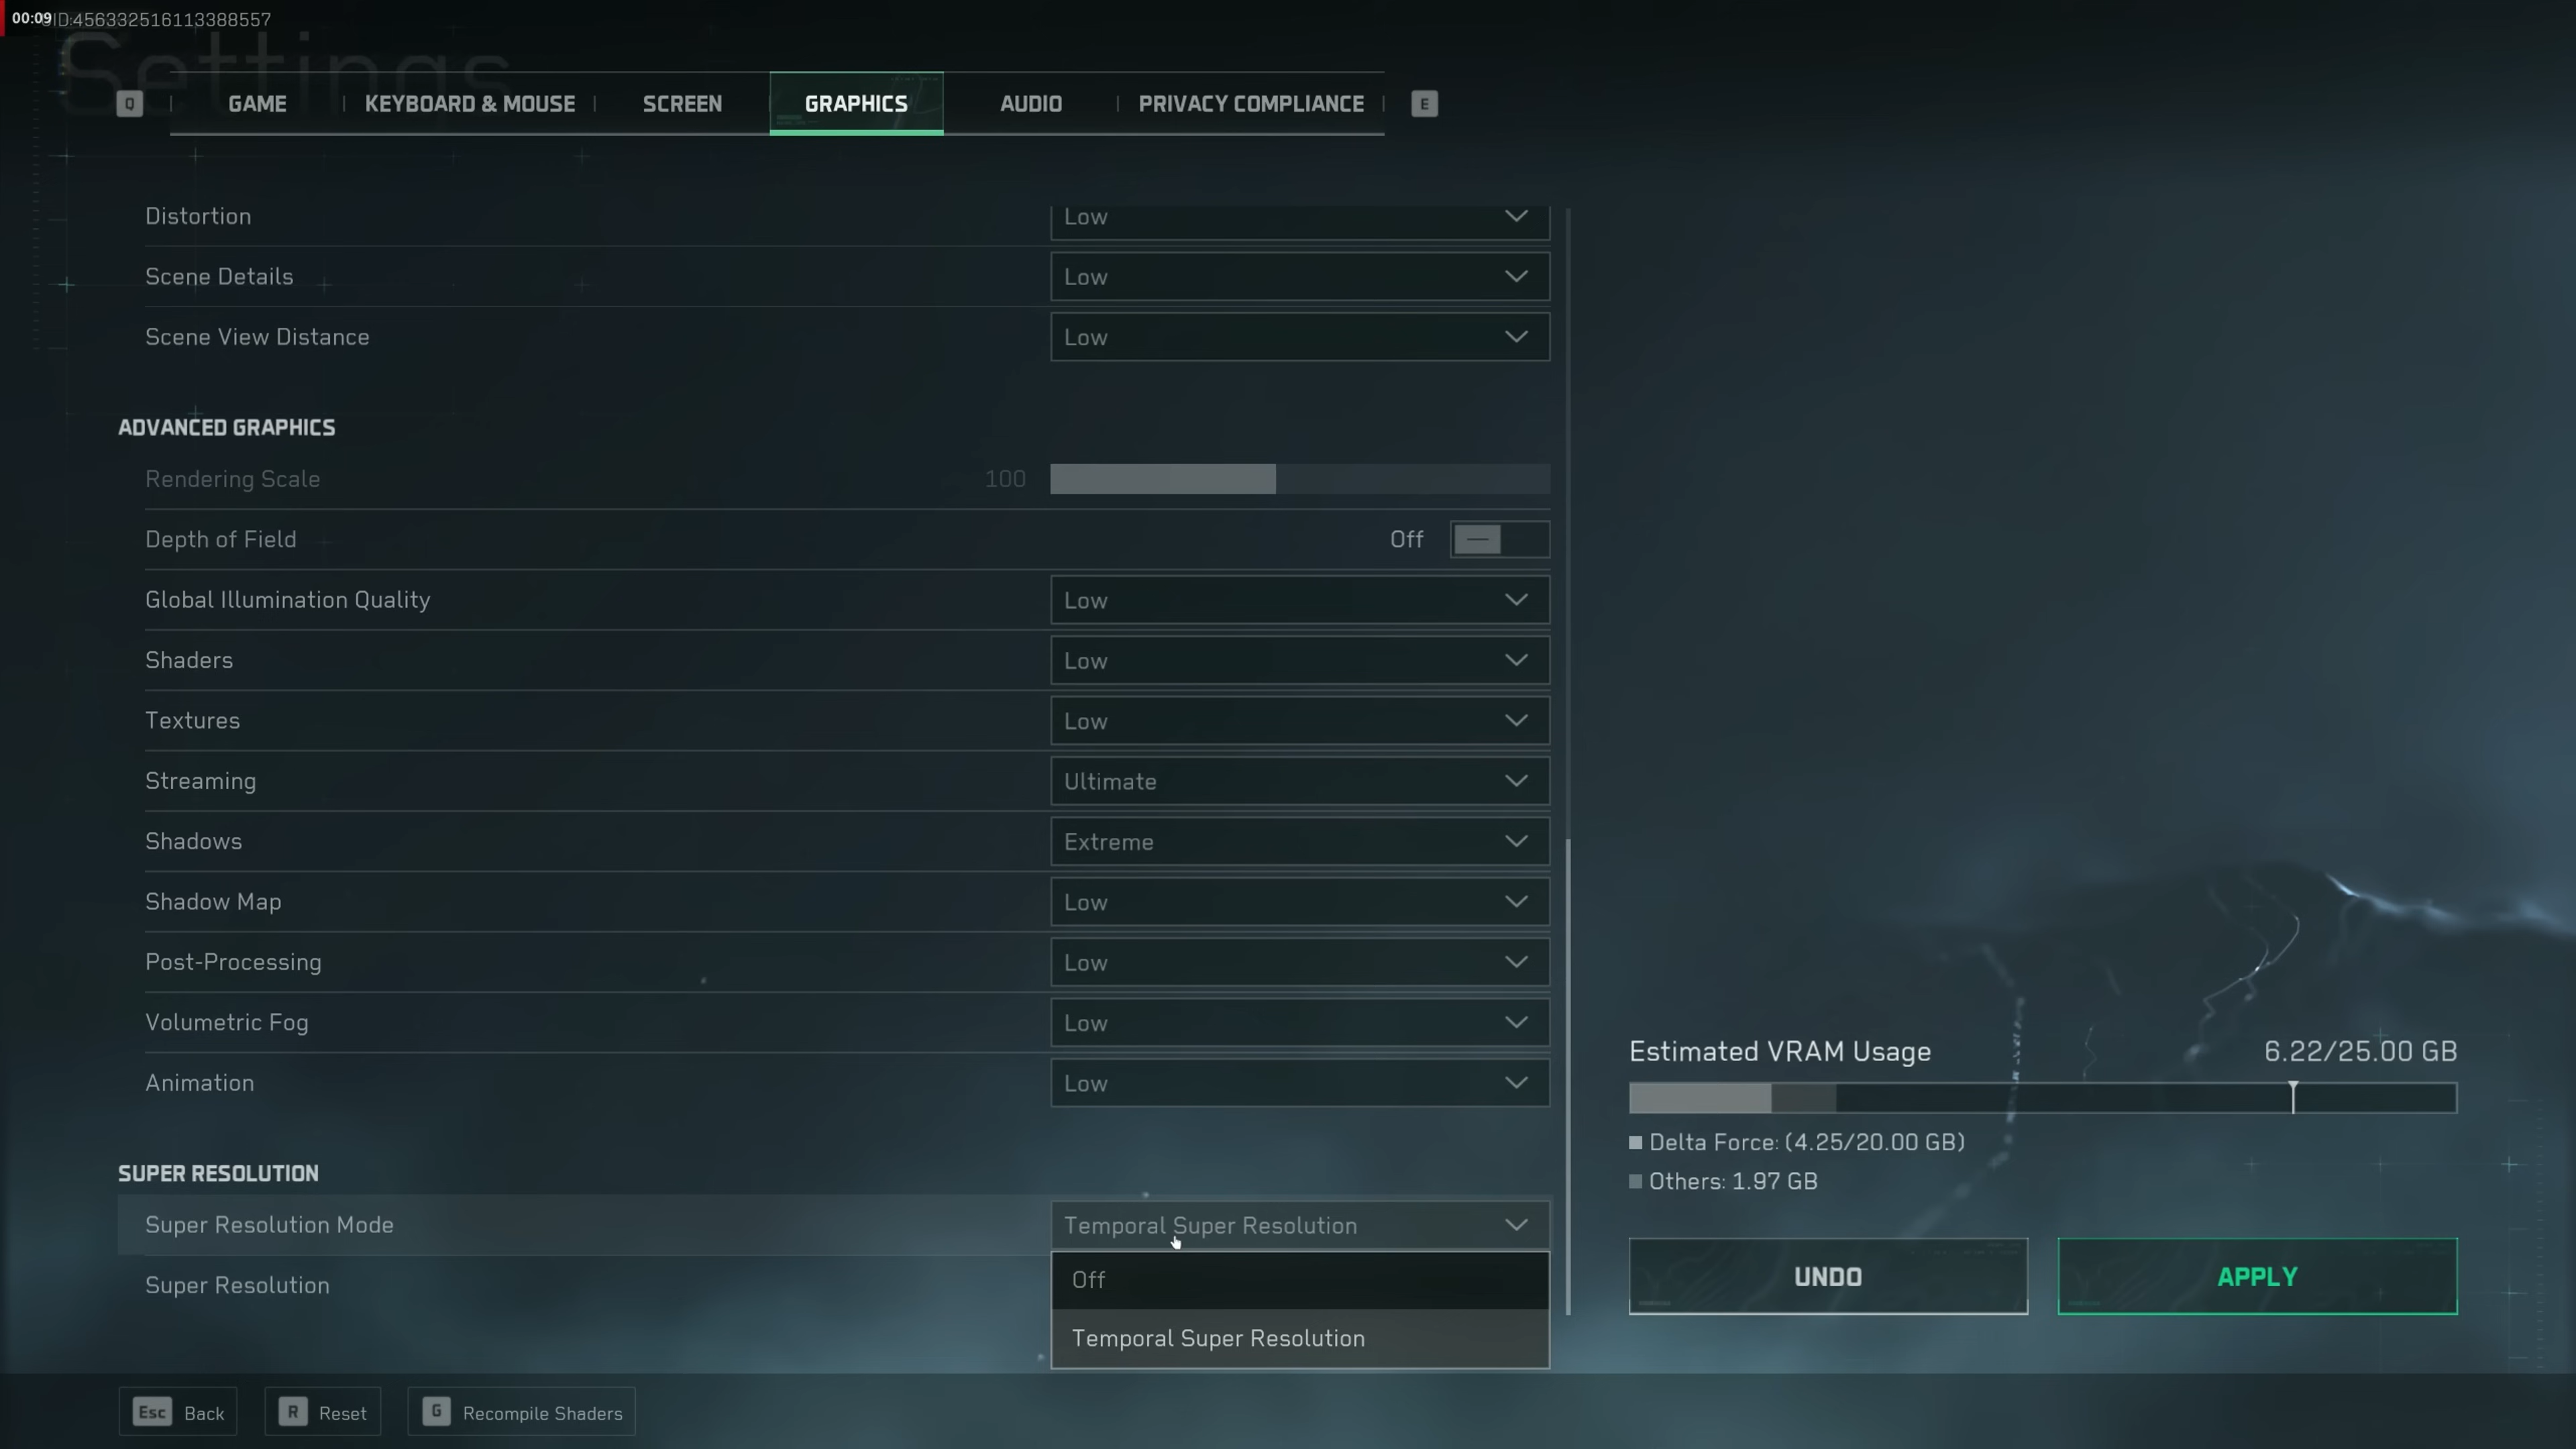 00:09
UID:456332516113388557
Settings
Q GAME KEYBOARD & MOUSE SCREEN GRAPHICS AUDIO PRIVACY COMPLIANCE E
Distortion Low
Scene Details Low
Scene View Distance Low
ADVANCED GRAPHICS
Rendering Scale 100
Depth of Field Off
Global Illumination Quality Low
Shaders Low
Textures Low
Streaming Ultimate
Shadows Extreme
Shadow Map Low
Post-Processing Low
Volumetric Fog Low
Animation Low
SUPER RESOLUTION
Super Resolution Mode Temporal Super Resolution
Super Resolution
Off
Temporal Super Resolution
Estimated VRAM Usage 6.22/25.00 GB
Delta Force: (4.25/20.00 GB)
Others: 1.97 GB
UNDO APPLY
Esc Back R Reset G Recompile Shaders